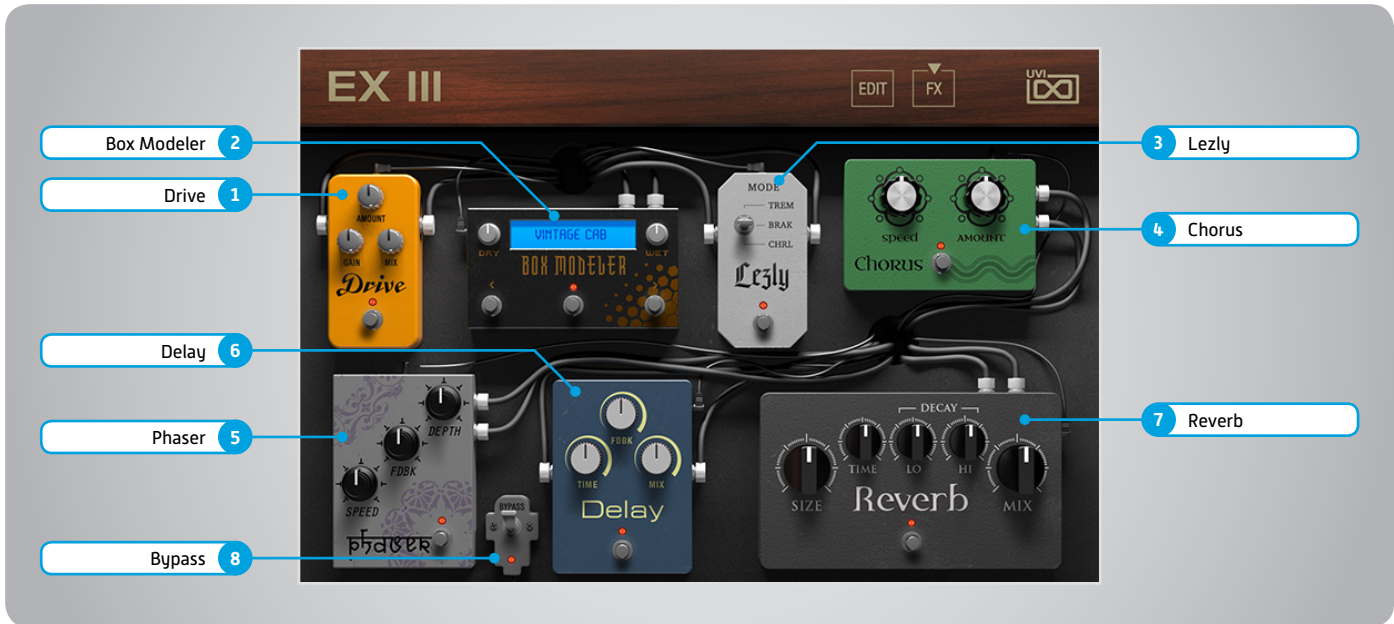 EX III
EDIT
FX
UVI
Box Modeler 2
Drive 1
3 Lezly
4 Chorus
Delay 6
Phaser 5
Bypass 8
7 Reverb
AMOUNT
GAIN MIX
Drive
VINTAGE CAB
DRY WET
BOX MODELER
< >
MODE
TREM
BRAK
CHRL
Lezly
speed AMOUNT
Chorus
DEPTH
FDBK
SPEED
phaser
BYPASS
FDBK
TIME MIX
Delay
DECAY
TIME LO HI
SIZE MIX
Reverb